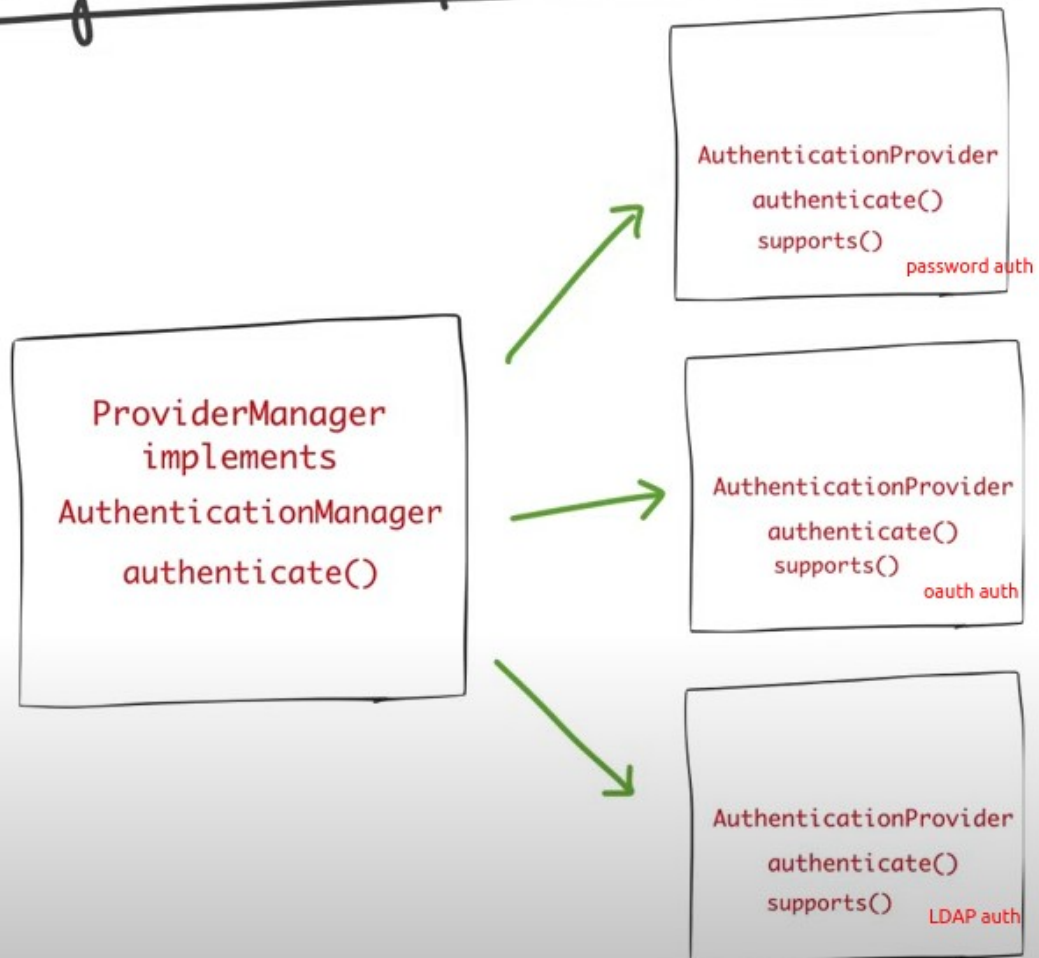 ProviderManager
implements
AuthenticationManager
authenticate()
AuthenticationProvider
authenticate()
supports()
password auth
AuthenticationProvider
authenticate()
supports()
oauth auth
AuthenticationProvider
authenticate()
supports()
LDAP auth